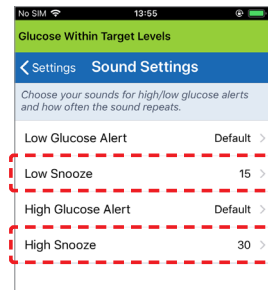 No SIM 13:55
Glucose Within Target Levels
Settings Sound Settings
Choose your sounds for high/low glucose alerts
and how often the sound repeats.
Low Glucose Alert Default
Low Snooze 15
High Glucose Alert Default
High Snooze 30